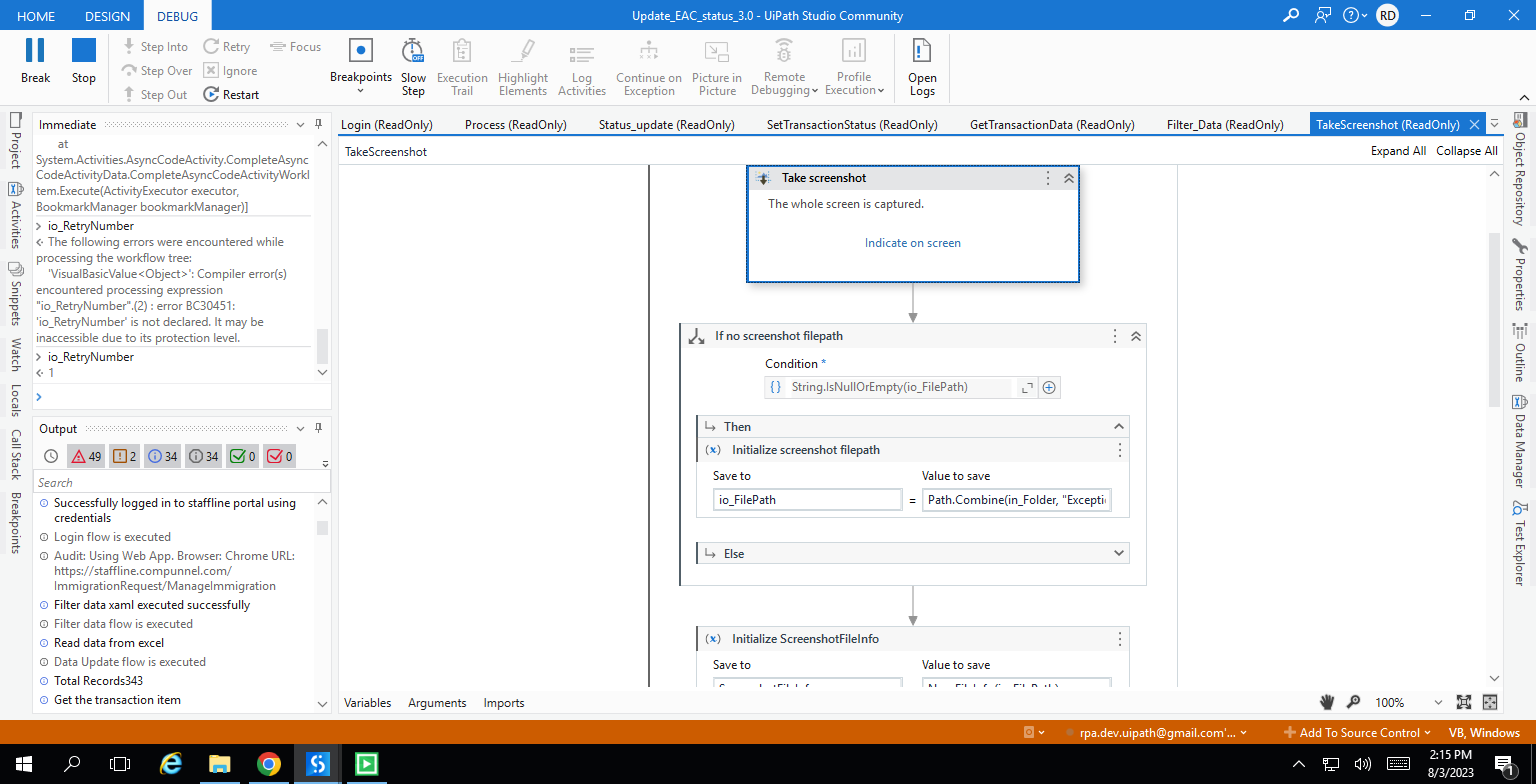 HOME
DESIGN
DEBUG
Update_EAC_status_3.0 - UiPath Studio Community
RD
Break
Stop
Step Into
Step Over
Step Out
Retry
Ignore
Restart
Focus
Breakpoints
Slow
Step
OFF
Execution
Trail
Highlight
Elements
Log
Activities
Continue on
Exception
Picture in
Picture
Remote
Debugging
Profile
Execution
Open
Logs
Project
Activities
Snippets
Watch
Locals
Call Stack
Breakpoints
Immediate
at
System.Activities.AsyncCodeActivity.CompleteAsync
CodeActivityData.CompleteAsyncCodeActivityWorkI
tem.Execute(ActivityExecutor executor,
BookmarkManager bookmarkManager)]
> io_RetryNumber
The following errors were encountered while
processing the workflow tree:
'VisualBasicValue<Object>': Compiler error(s)
encountered processing expression
"io_RetryNumber".(2) : error BC30451:
'io_RetryNumber' is not declared. It may be
inaccessible due to its protection level.
> io_RetryNumber
1
>
Output
49
2
34
34
0
0
Search
Successfully logged in to staffline portal using
credentials
Login flow is executed
Audit: Using Web App. Browser: Chrome URL:
https://staffline.compunnel.com/
ImmigrationRequest/ManageImmigration
Filter data xaml executed successfully
Filter data flow is executed
Read data from excel
Data Update flow is executed
Total Records343
Get the transaction item
Login (ReadOnly)
Process (ReadOnly)
Status_update (ReadOnly)
SetTransactionStatus (ReadOnly)
GetTransactionData (ReadOnly)
Filter_Data (ReadOnly)
TakeScreenshot (ReadOnly)
TakeScreenshot
Expand All
Collapse All
Take screenshot
The whole screen is captured.
Indicate on screen
If no screenshot filepath
Condition *
{} String.IsNullOrEmpty(io_FilePath)
Then
(x) Initialize screenshot filepath
Save to
Value to save
io_FilePath
=
Path.Combine(in_Folder, "Excepti
Else
(x) Initialize ScreenshotFileInfo
Save to
Value to save
Variables
Arguments
Imports
100%
Object Repository
Properties
Outline
Data Manager
Test Explorer
rpa.dev.uipath@gmail.com'...
Add To Source Control
VB, Windows
2:15 PM
8/3/2023
1